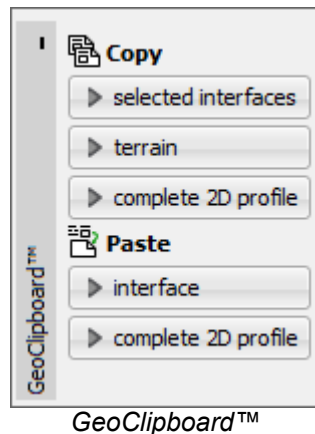 GeoClipboard™
Copy
selected interfaces
terrain
complete 2D profile
Paste
interface
complete 2D profile
GeoClipboard™